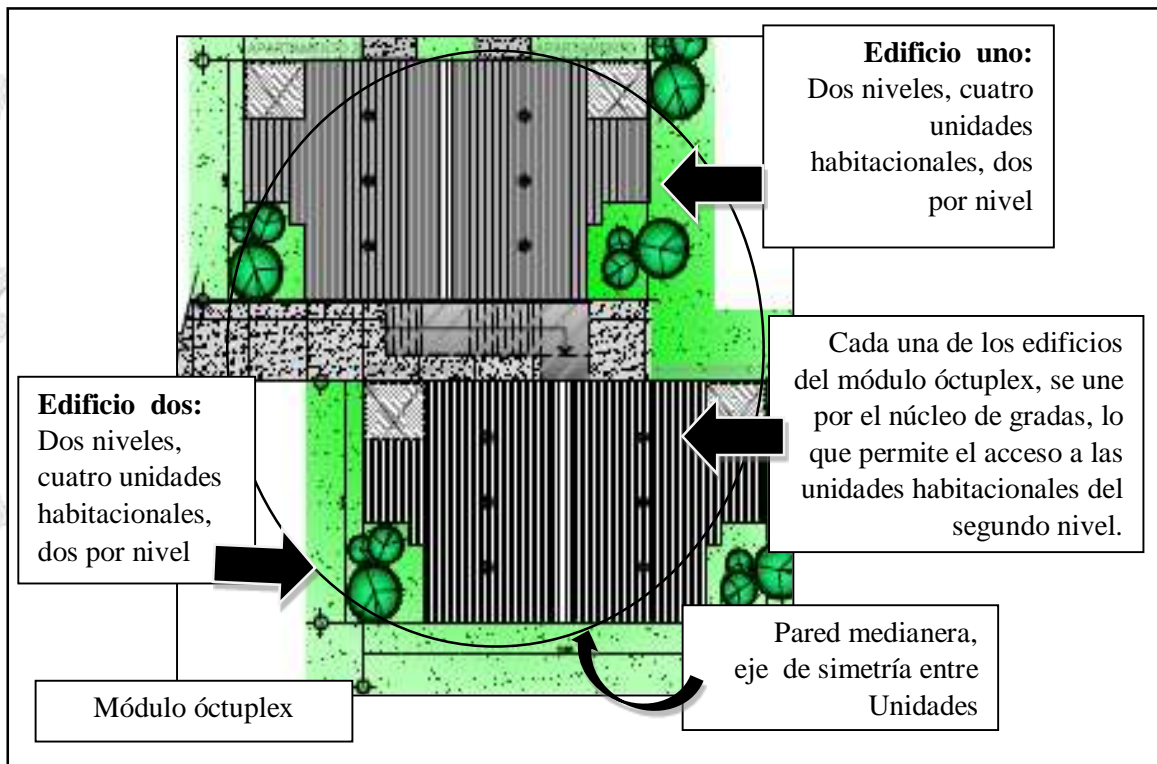 APARTAMENTO
APARTAMENTO
Edificio uno:
Dos niveles, cuatro
unidades
habitacionales, dos
por nivel
Cada una de los edificios
del módulo óctuplex, se une
por el núcleo de gradas, lo
que permite el acceso a las
unidades habitacionales del
segundo nivel.
Edificio dos:
Dos niveles,
cuatro unidades
habitacionales,
dos por nivel
Pared medianera,
eje de simetría entre
Unidades
Módulo óctuplex